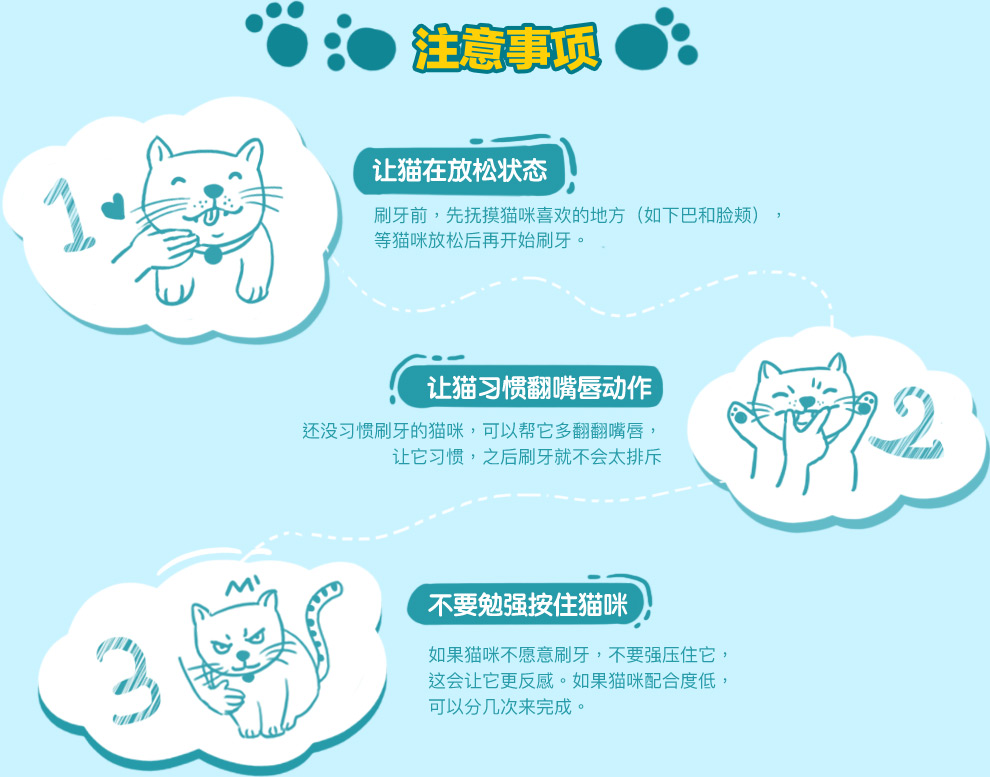 注意事项
1
让猫在放松状态
刷牙前，先抚摸猫咪喜欢的地方（如下巴和脸颊），
等猫咪放松后再开始刷牙。
让猫习惯翻嘴唇动作
还没习惯刷牙的猫咪，可以帮它多翻翻嘴唇，
让它习惯，之后刷牙就不会太排斥
2
3
不要勉强按住猫咪
如果猫咪不愿意刷牙，不要强压住它，
这会让它更反感。如果猫咪配合度低，
可以分几次来完成。